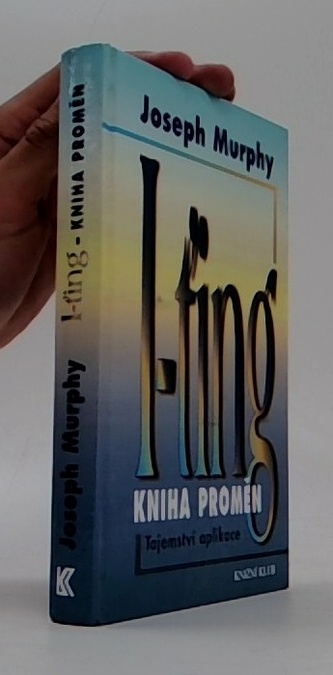 Joseph Murphy
I-ťing
KNIHA PROMĚN
Tajemství aplikace
KNIŽNÍ KLUB
Joseph Murphy I-ťing - KNIHA PROMĚN